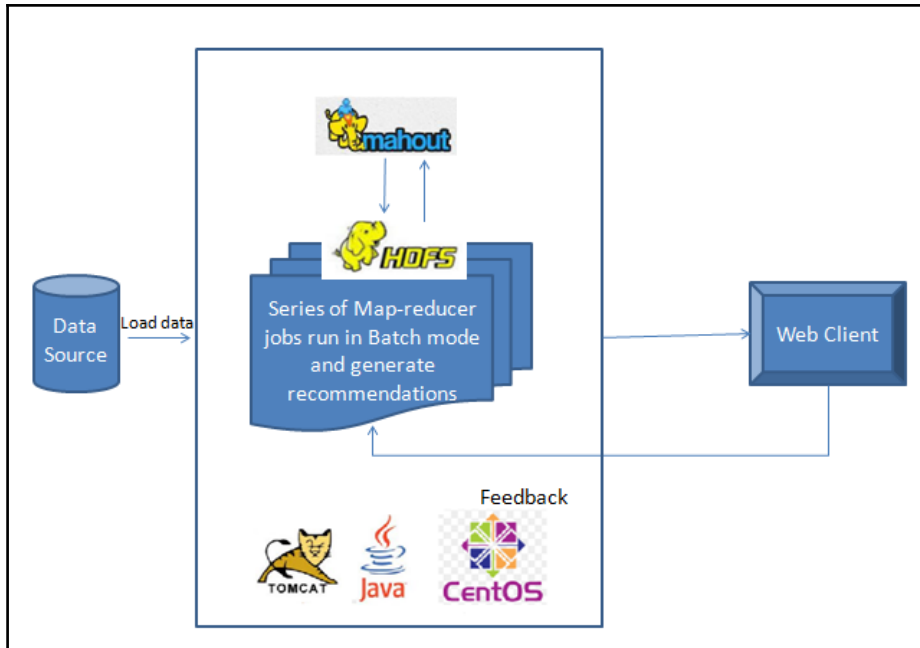 mahout
HDFS
Data
Source
Load data
Series of Map-reducer
jobs run in Batch mode
and generate
recommendations
Web Client
Feedback
TOMCAT
Java
CentOS